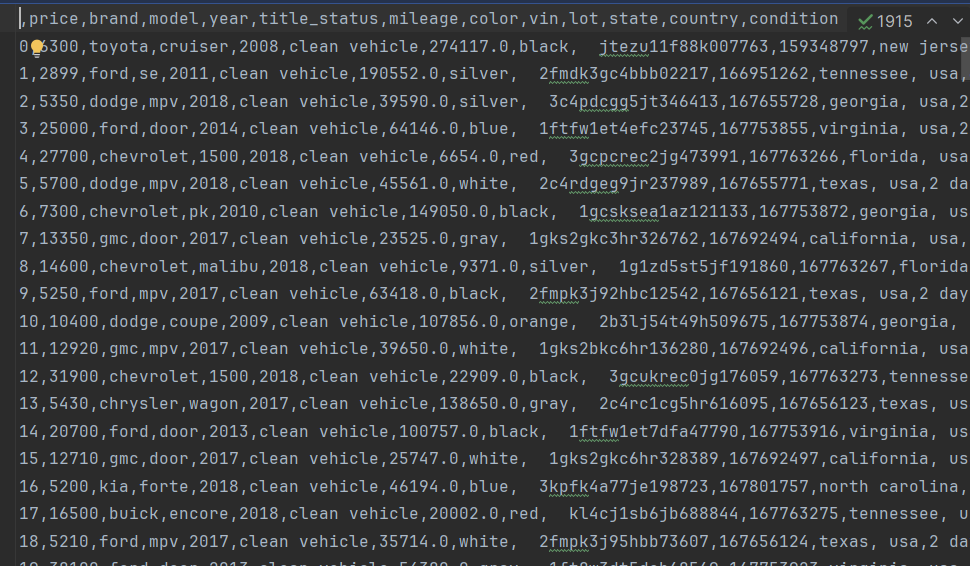 ,price,brand,model,year,title_status,mileage,color,vin,lot,state,country,condition 1915
0,6300,toyota,cruiser,2008,clean vehicle,274117.0,black,  jtezu11f88k007763,159348797,new jerse
1,2899,ford,se,2011,clean vehicle,190552.0,silver,  2fmdk3gc4bbb02217,166951262,tennessee, usa,
2,5350,dodge,mpv,2018,clean vehicle,39590.0,silver,  3c4pdcgg5jt346413,167655728,georgia, usa,2
3,25000,ford,door,2014,clean vehicle,64146.0,blue,  1ftfw1et4efc23745,167753855,virginia, usa,2
4,27700,chevrolet,1500,2018,clean vehicle,6654.0,red,  3gcpcrec2jg473991,167763266,florida, usa
5,5700,dodge,mpv,2018,clean vehicle,45561.0,white,  2c4rdgeg9jr237989,167655771,texas, usa,2 da
6,7300,chevrolet,pk,2010,clean vehicle,149050.0,black,  1gcsksea1az121133,167753872,georgia, us
7,13350,gmc,door,2017,clean vehicle,23525.0,gray,  1gks2gkc3hr326762,167692494,california, usa,
8,14600,chevrolet,malibu,2018,clean vehicle,9371.0,silver,  1g1zd5st5jf191860,167763267,florida
9,5250,ford,mpv,2017,clean vehicle,63418.0,black,  2fmpk3j92hbc12542,167656121,texas, usa,2 day
10,10400,dodge,coupe,2009,clean vehicle,107856.0,orange,  2b3lj54t49h509675,167753874,georgia,
11,12920,gmc,mpv,2017,clean vehicle,39650.0,white,  1gks2bkc6hr136280,167692496,california, usa
12,31900,chevrolet,1500,2018,clean vehicle,22909.0,black,  3gcukrec0jg176059,167763273,tennesse
13,5430,chrysler,wagon,2017,clean vehicle,138650.0,gray,  2c4rc1cg5hr616095,167656123,texas, us
14,20700,ford,door,2013,clean vehicle,100757.0,black,  1ftfw1et7dfa47790,167753916,virginia, us
15,12710,gmc,door,2017,clean vehicle,25747.0,white,  1gks2gkc6hr328389,167692497,california, us
16,5200,kia,forte,2018,clean vehicle,46194.0,blue,  3kpfk4a77je198723,167801757,north carolina,
17,16500,buick,encore,2018,clean vehicle,20002.0,red,  kl4cj1sb6jb688844,167763275,tennessee, u
18,5210,ford,mpv,2017,clean vehicle,35714.0,white,  2fmpk3j95hbb73607,167656124,texas, usa,2 da